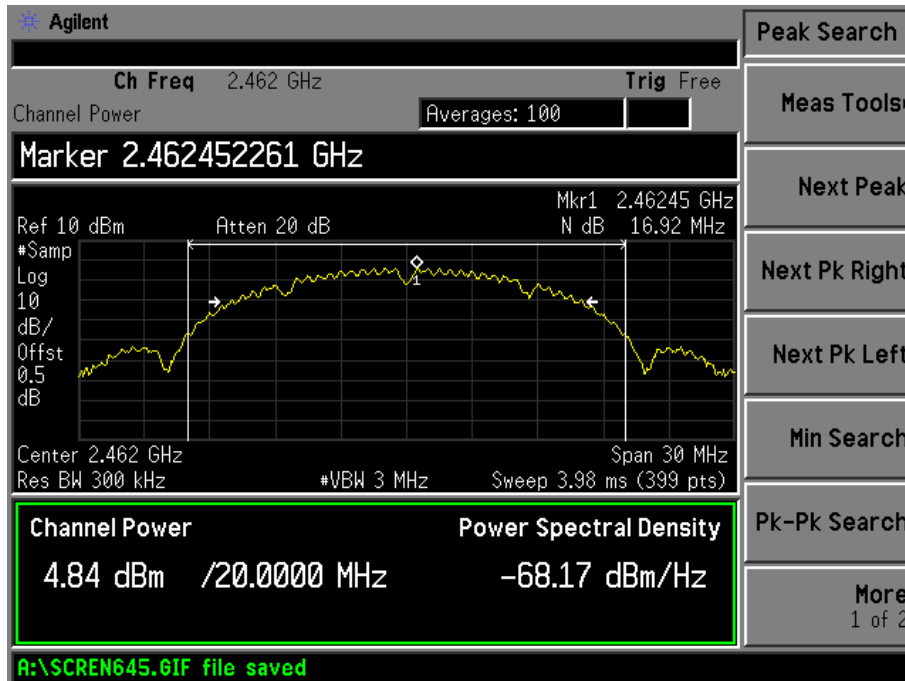 Agilent
Peak Search
Ch Freq 2.462 GHz Trig Free
Channel Power Averages: 100
Meas Tools
Marker 2.462452261 GHz
Next Peak
Mkr1 2.46245 GHz
Ref 10 dBm Atten 20 dB N dB 16.92 MHz
#Samp
Log
10
dB/
Offst
0.5
dB
1
Next Pk Right
Next Pk Left
Center 2.462 GHz Span 30 MHz
Res BW 300 kHz #VBW 3 MHz Sweep 3.98 ms (399 pts)
Min Search
Channel Power Power Spectral Density
4.84 dBm /20.0000 MHz -68.17 dBm/Hz
Pk-Pk Search
More
1 of 2
A:\SCREN645.GIF file saved